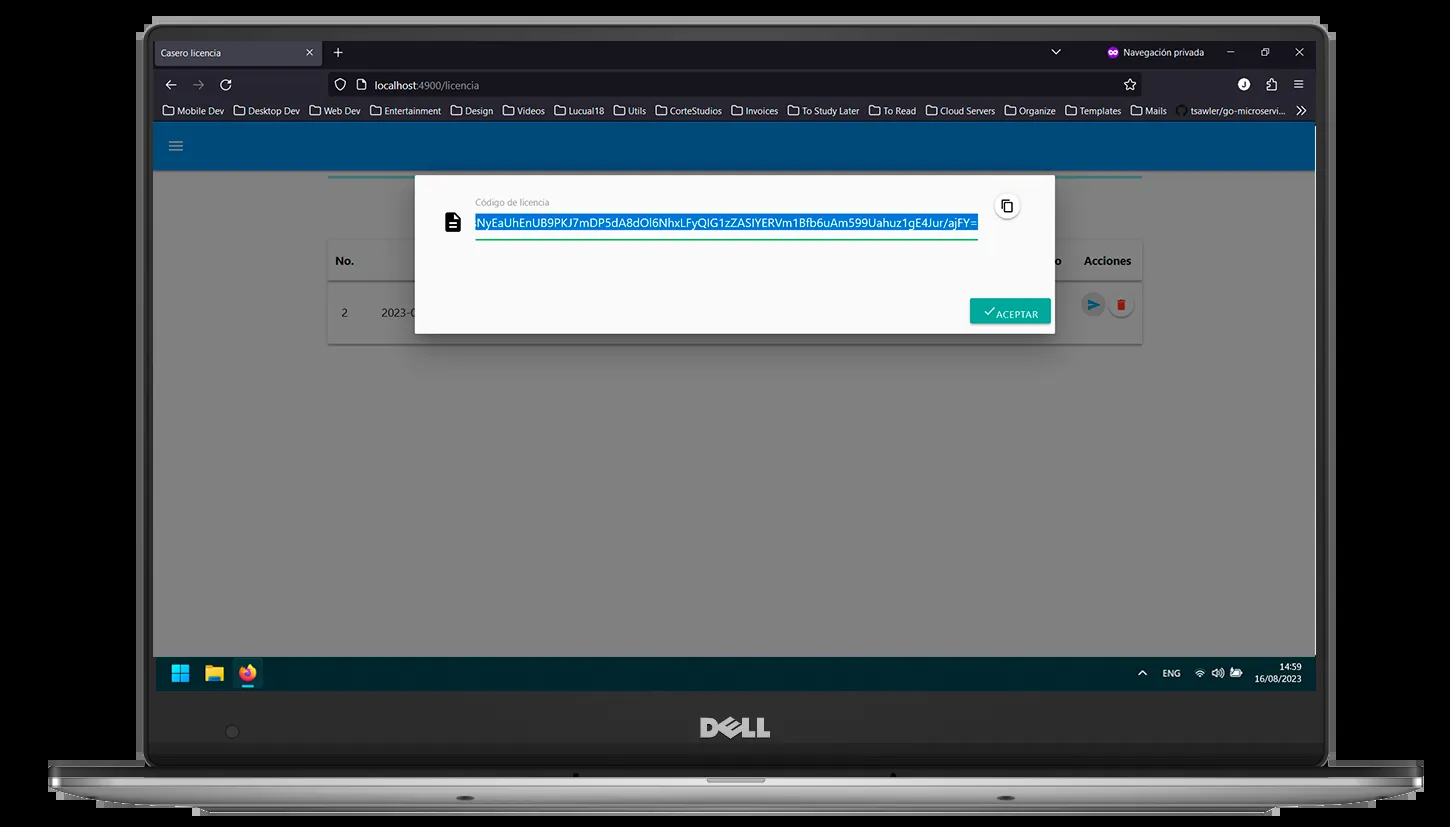 Casero licencia
Navegación privada
localhost:4900/licencia
Mobile Dev Desktop Dev Web Dev Entertainment Design Videos Lucual18 Utils CorteStudios Invoices To Study Later To Read Cloud Servers Organize Templates Mails tsawler/go-microservi...
Código de licencia
NyEaUhEnUB9PKJ7mDP5dA8dOl6NhxLFyQIG1zZASIYERVm1Bfb6uAm599Uahuz1gE4Jur/ajFY=
No. o Acciones
2 2023-0
ACEPTAR
ENG 14:59
16/08/2023
DELL